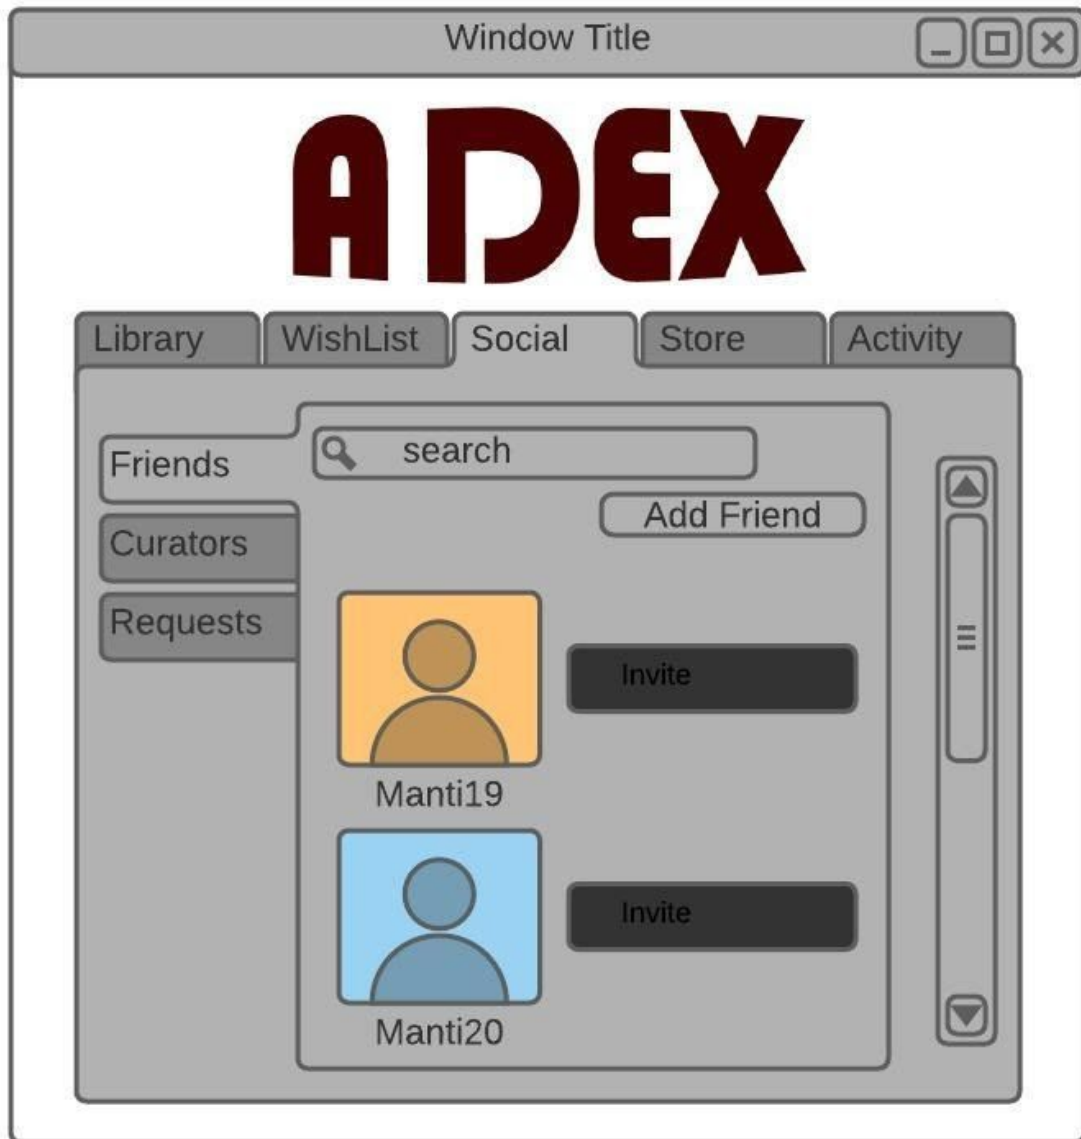 Window Title
ADEX
Library WishList Social Store Activity
Friends
search
Add Friend
Curators
Requests
Invite
Manti19
Invite
Manti20